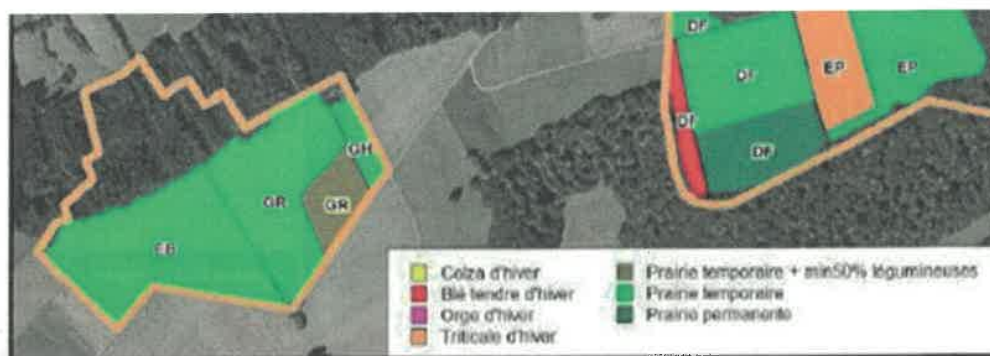 DF
DF
EP
EP
DF
DF
GH
GR
GR
EB
Colza d'hiver
Blé tendre d'hiver
Orge d'hiver
Triticale d'hiver
Prairie temporaire + min50% légumineuses
Prairie temporaire
Prairie permanente